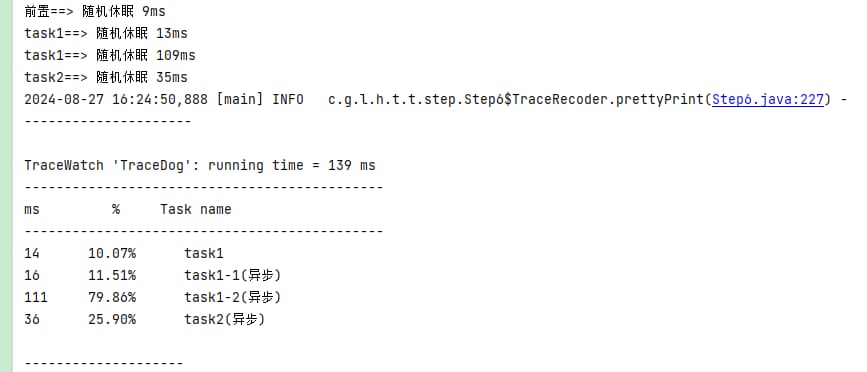 前置==> 随机休眠 9ms
task1==> 随机休眠 13ms
task1==> 随机休眠 109ms
task2==> 随机休眠 35ms
2024-08-27 16:24:50,888 [main] INFO   c.g.l.h.t.t.step.Step6$TraceRecoder.prettyPrint(Step6.java:227) -
---------------------
TraceWatch 'TraceDog': running time = 139 ms
---------------------------------------------
ms         %     Task name
---------------------------------------------
14      10.07%      task1
16      11.51%      task1-1(异步)
111     79.86%      task1-2(异步)
36      25.90%      task2(异步)
--------------------